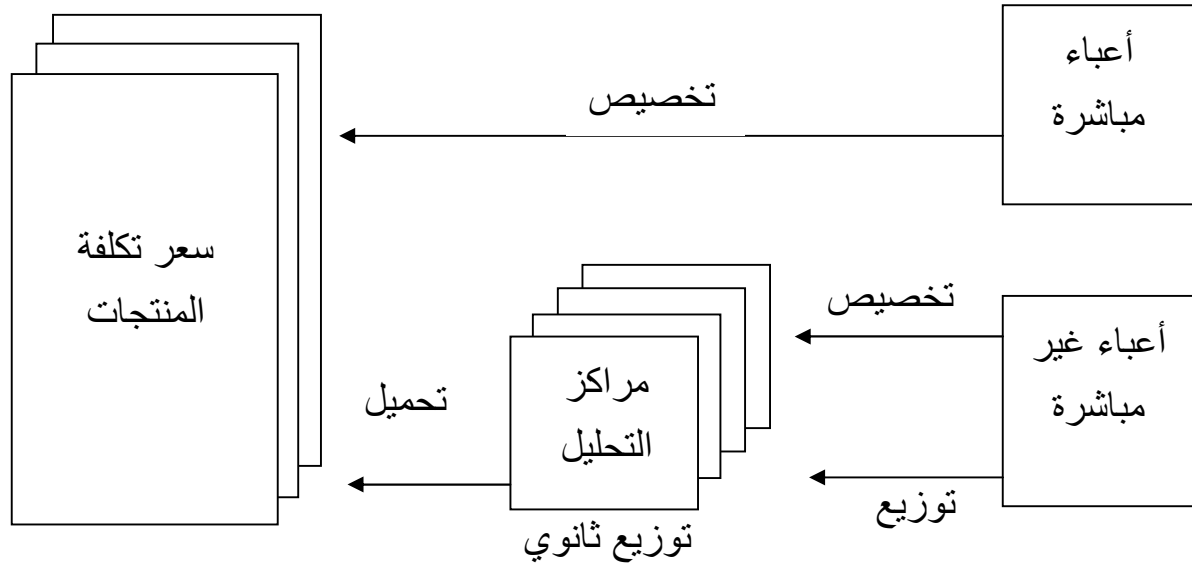 أعباء
مباشرة
تخصيص
سعر تكلفة
المنتجات
أعباء غير
مباشرة
تخصيص
توزيع
مراكز
التحليل
توزيع ثانوي
تحميل